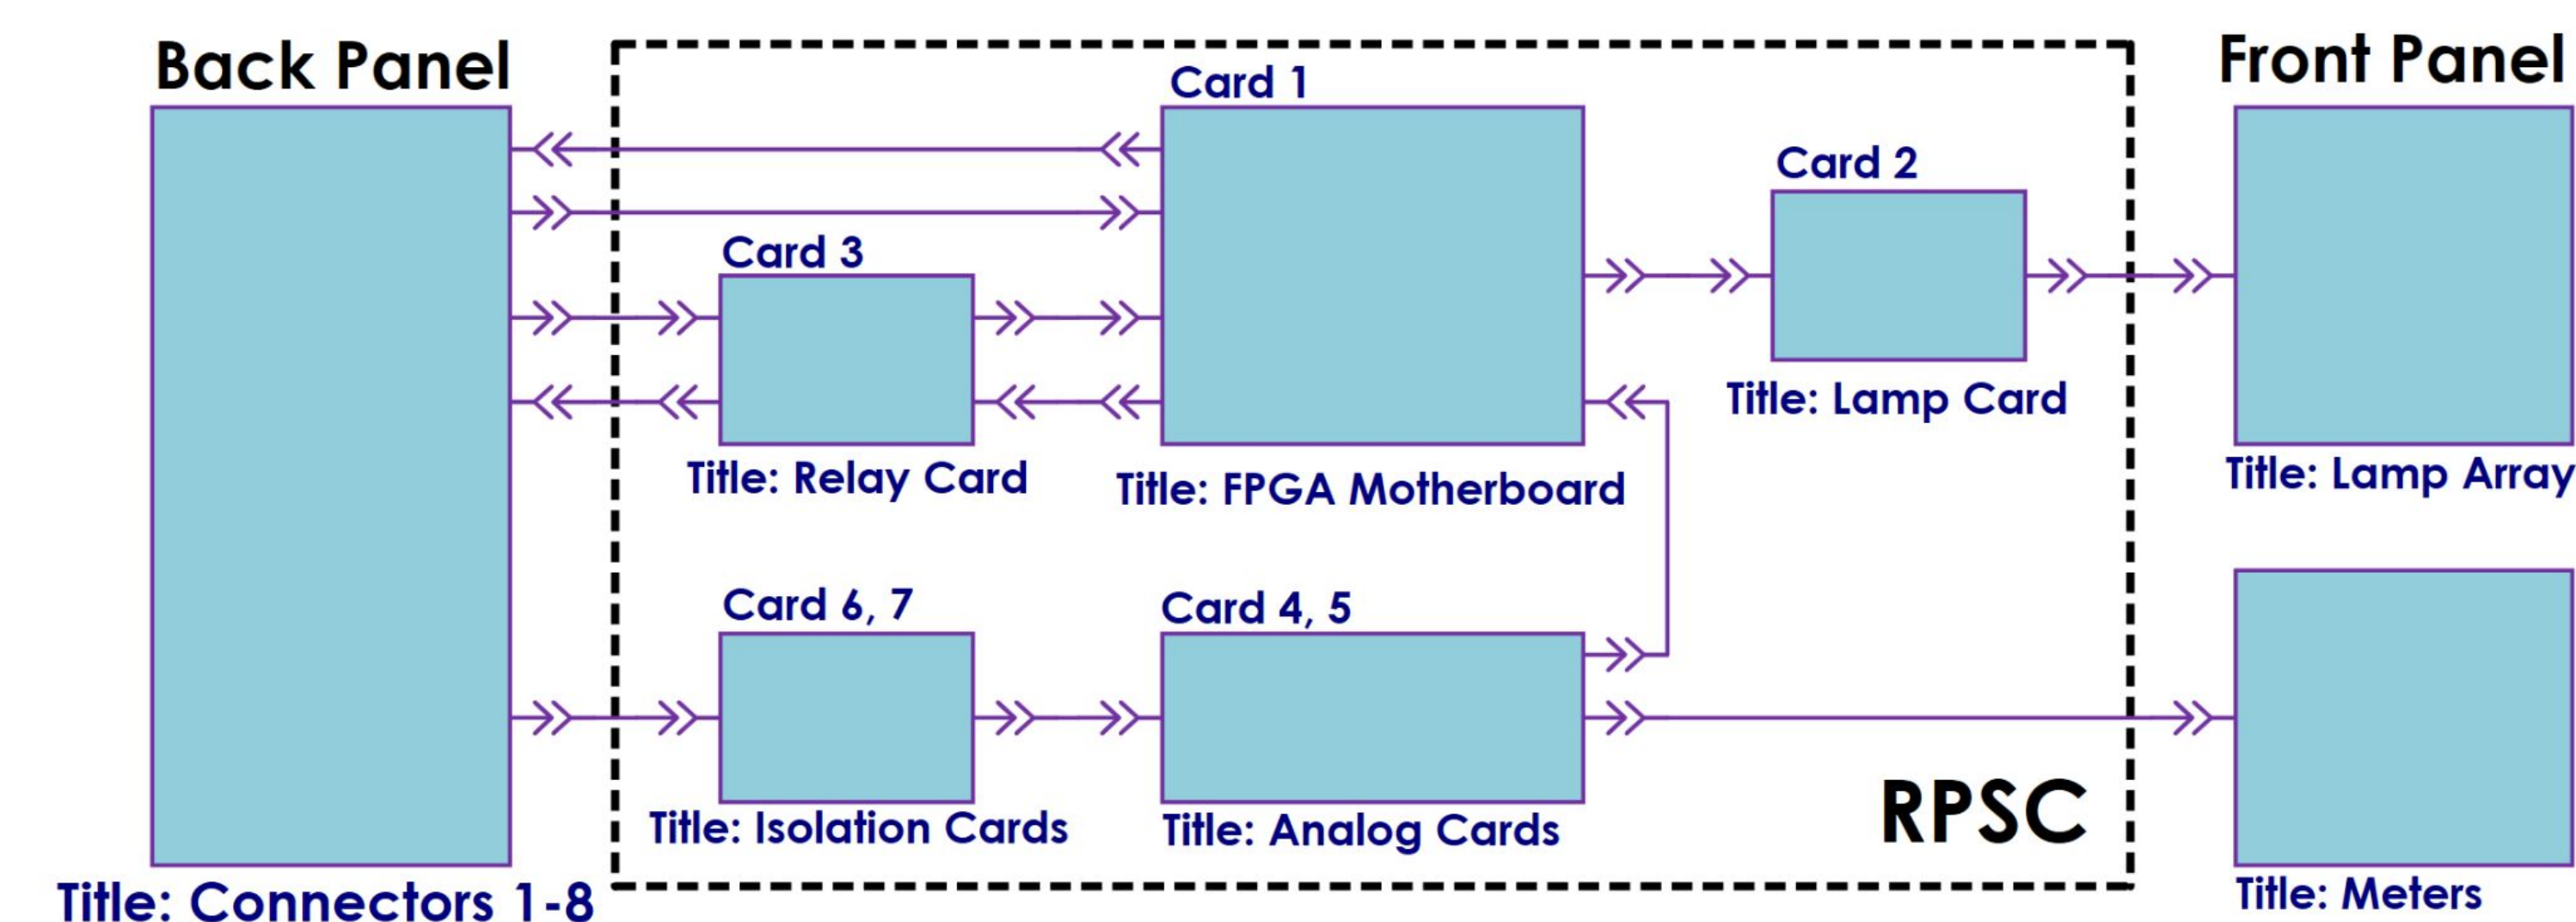 Back Panel
Front Panel
Card 1
Card 2
Card 3
Title: Lamp Card
Title: Relay Card
Title: FPGA Motherboard
Title: Lamp Array
Card 6, 7
Card 4, 5
RPSC
Title: Isolation Cards
Title: Analog Cards
Title: Connectors 1-8
Title: Meters